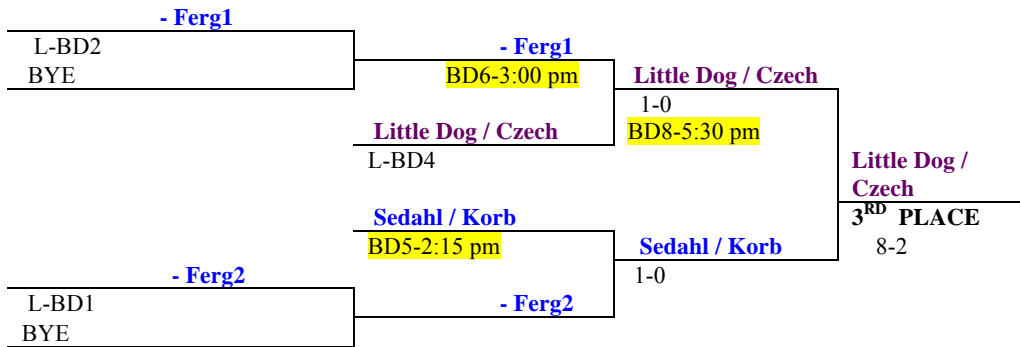 - Ferg1
L-BD2
BYE
- Ferg1
BD6-3:00 pm
Little Dog / Czech
1-0
BD8-5:30 pm
Little Dog / Czech
L-BD4
Little Dog /
Czech
3RD PLACE
8-2
Sedahl / Korb
BD5-2:15 pm
Sedahl / Korb
1-0
- Ferg2
L-BD1
BYE
- Ferg2